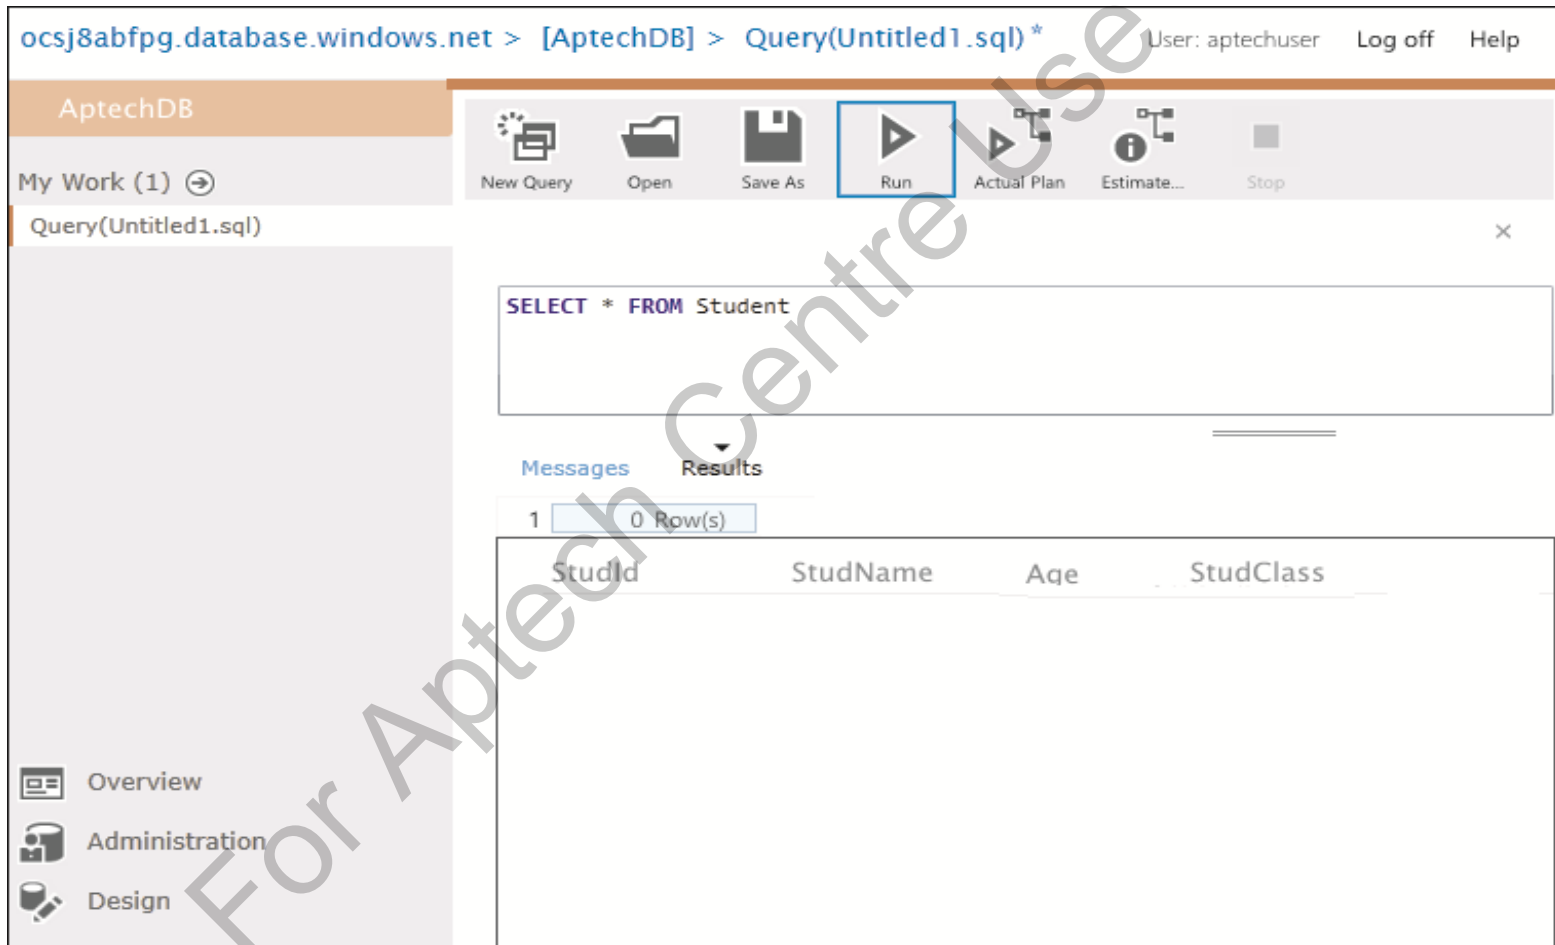 ocsj8abfpg.database.windows.net > [AptechDB] > Query(Untitled1.sql)* User: aptechuser Log off Help
AptechDB
My Work (1)
Query(Untitled1.sql)
New Query Open Save As Run Actual Plan Estimate... Stop
SELECT * FROM Student
Messages Results
1 0 Row(s)
StudId StudName Age StudClass
Overview
Administration
Design
For Aptech Centre Use